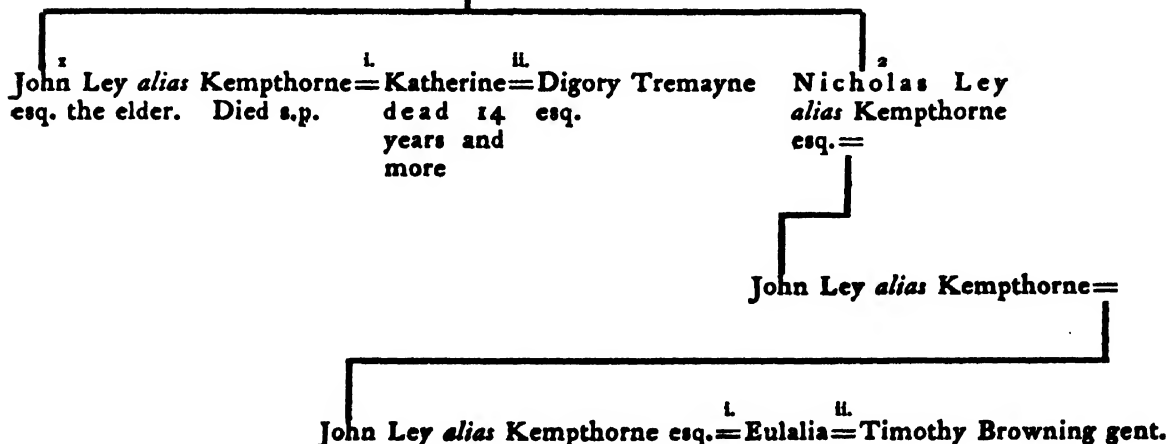 1 i. ii. 2
John Ley alias Kempthorne=Katherine=Digory Tremayne Nicholas Ley
esq. the elder. Died s.p. dead 14 esq. alias Kempthorne
years and esq.=
more
John Ley alias Kempthorne=
i. ii.
John Ley alias Kempthorne esq.=Eulalia=Timothy Browning gent.